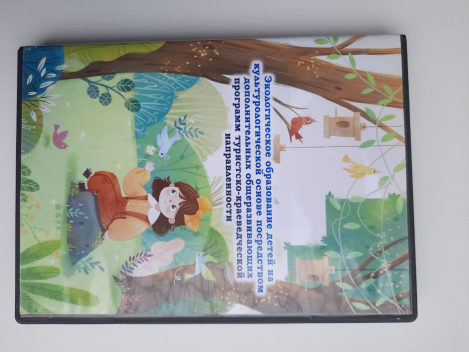 Экологическое образование детей на
культурологической основе посредством
дополнительных общеразвивающих
программ туристско-краеведческой
направленности